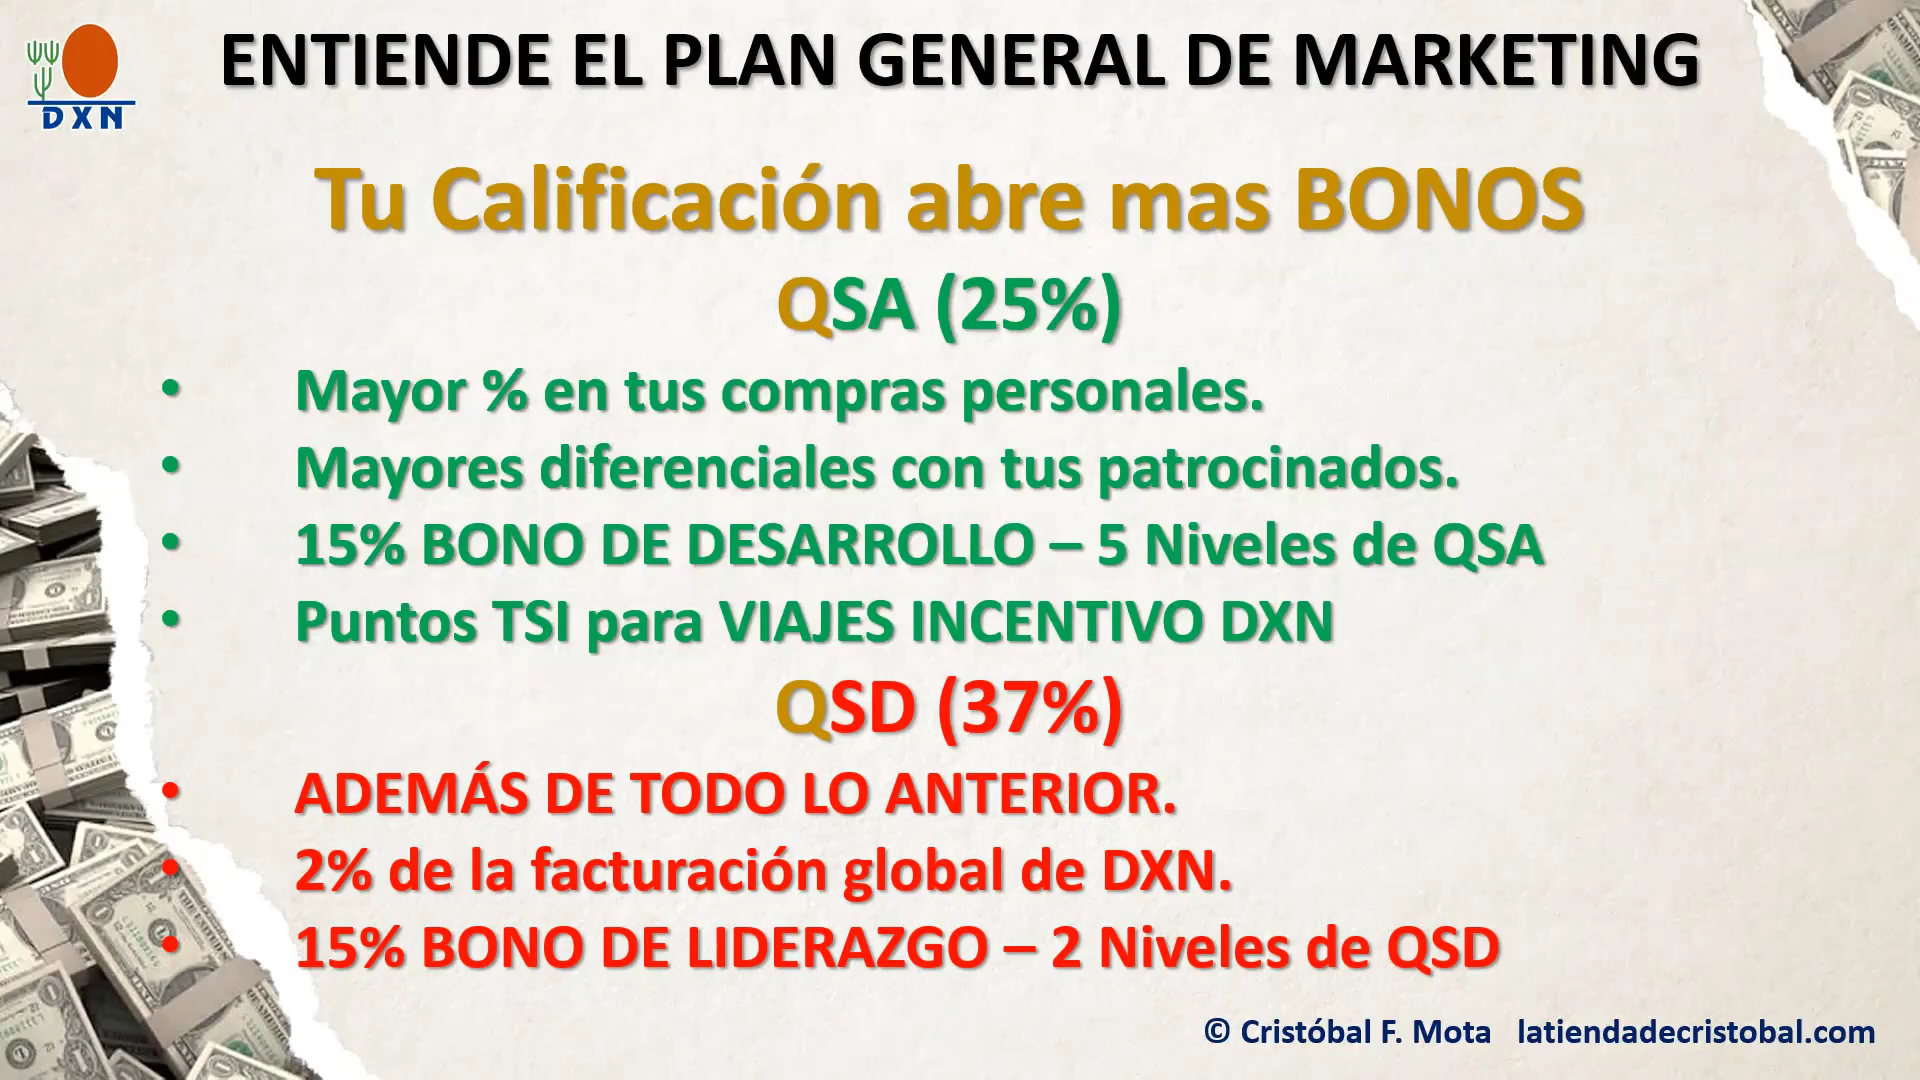 DXN
ENTIENDE EL PLAN GENERAL DE MARKETING
Tu Calificación abre mas BONOS
QSA (25%)
• Mayor % en tus compras personales.
• Mayores diferenciales con tus patrocinados.
• 15% BONO DE DESARROLLO – 5 Niveles de QSA
• Puntos TSI para VIAJES INCENTIVO DXN
QSD (37%)
• ADEMÁS DE TODO LO ANTERIOR.
• 2% de la facturación global de DXN.
• 15% BONO DE LIDERAZGO – 2 Niveles de QSD
© Cristóbal F. Mota latiendadecristobal.com